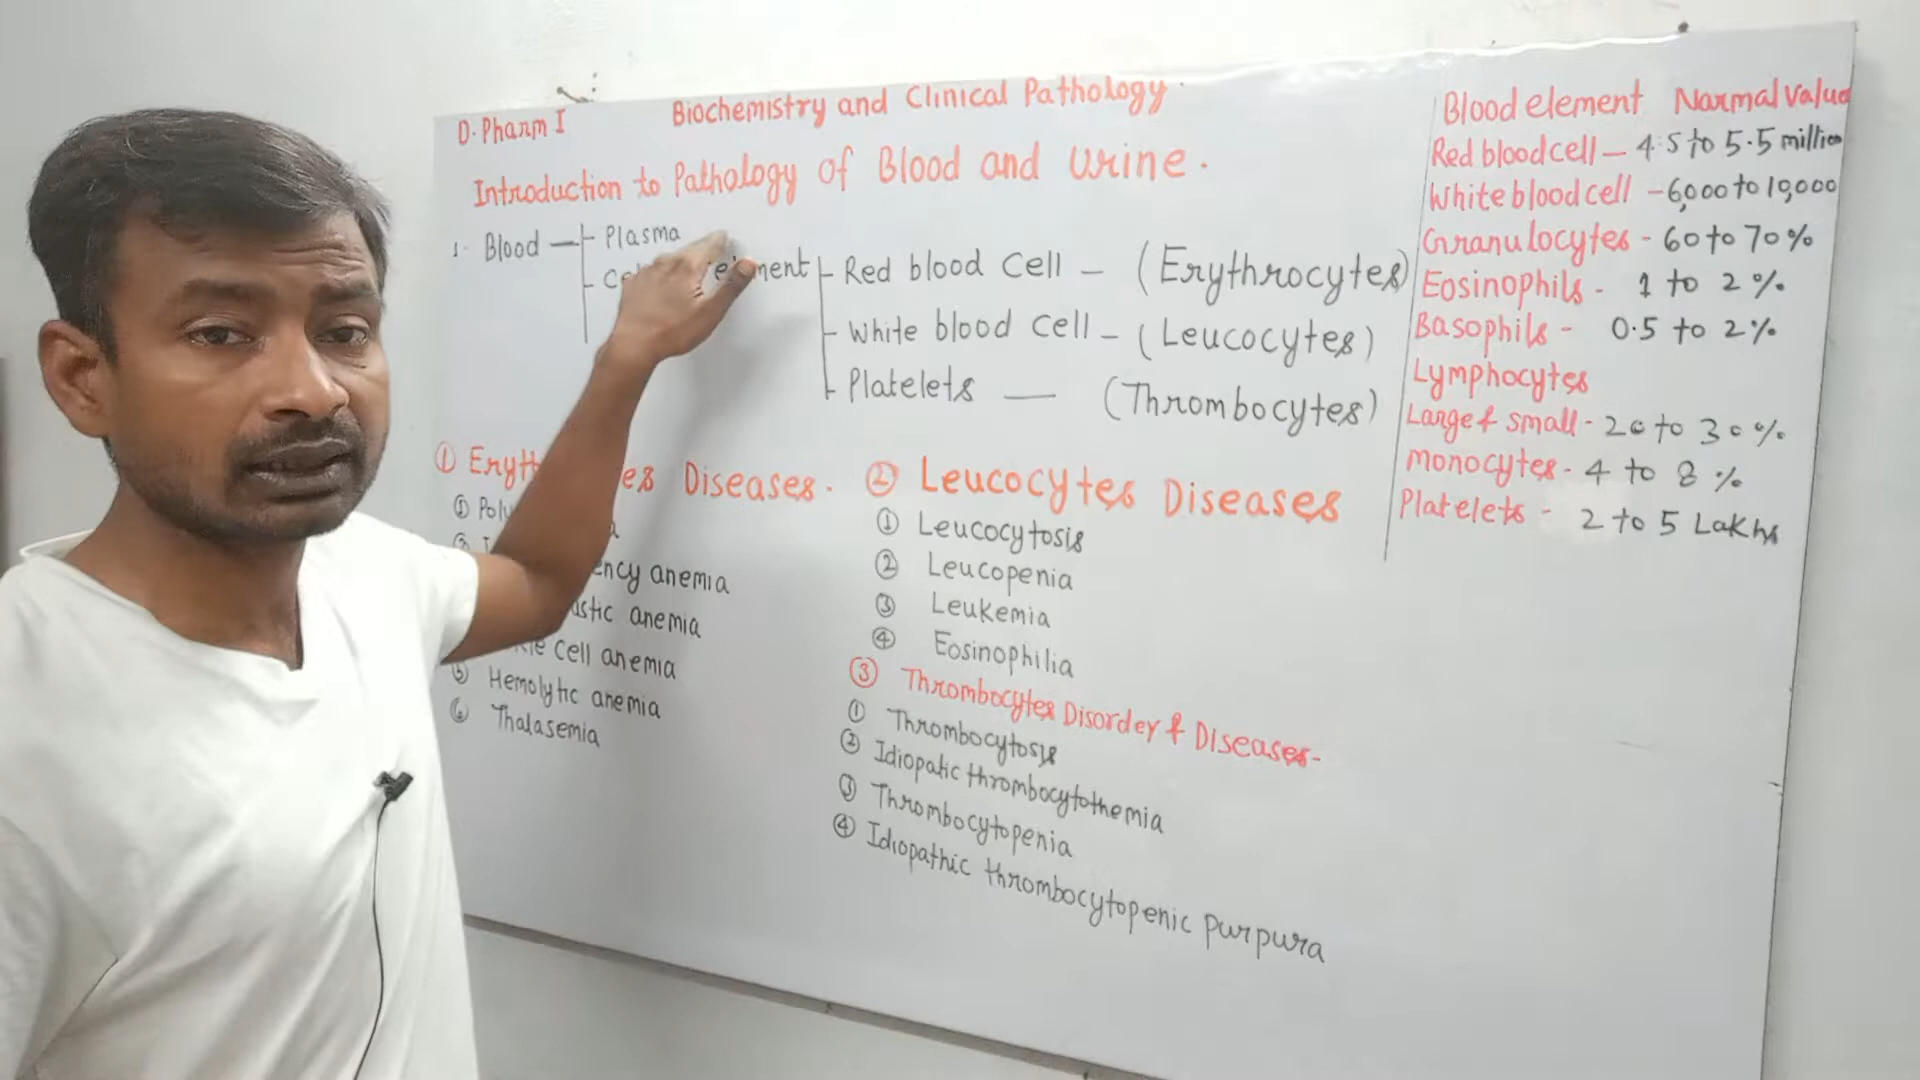 D. Pharm I
Biochemistry and Clinical Pathology
Introduction to Pathology of Blood and Urine.
1. Blood
Plasma
Red blood cell - (Erythrocytes)
White blood cell - (Leucocytes)
Platelets — (Thrombocytes)
① Diseases.
anemia
anemia
cell anemia
⑤ Hemolytic anemia
⑥ Thalasemia
② Leucocytes Diseases
① Leucocytosis
② Leucopenia
③ Leukemia
④ Eosinophilia
③ Thrombocytes Disorder & Diseases-
① Thrombocytosis
② Idiopatic thrombocytothemia
③ Thrombocytopenia
④ Idiopathic thrombocytopenic purpura
Blood element Normal value
Red blood cell - 4.5 to 5.5 million
White blood cell - 6,000 to 10,000
Granulocytes - 60 to 70%
Eosinophils - 1 to 2%
Basophils - 0.5 to 2%
Lymphocytes
Large & small - 20 to 30%
Monocytes - 4 to 8%
Platelets - 2 to 5 Lakhs